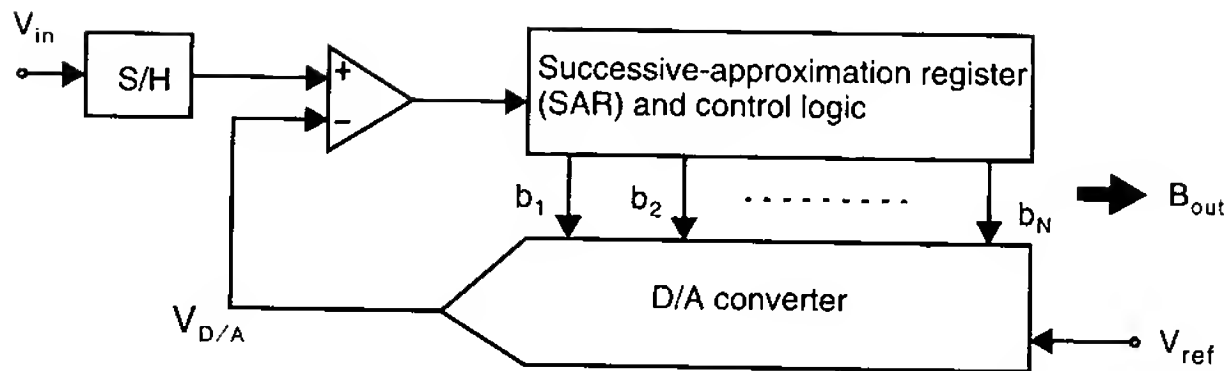 V_in
S/H
+
−
Successive-approximation register
(SAR) and control logic
b_1
b_2
b_N
B_out
D/A converter
V_D/A
V_ref